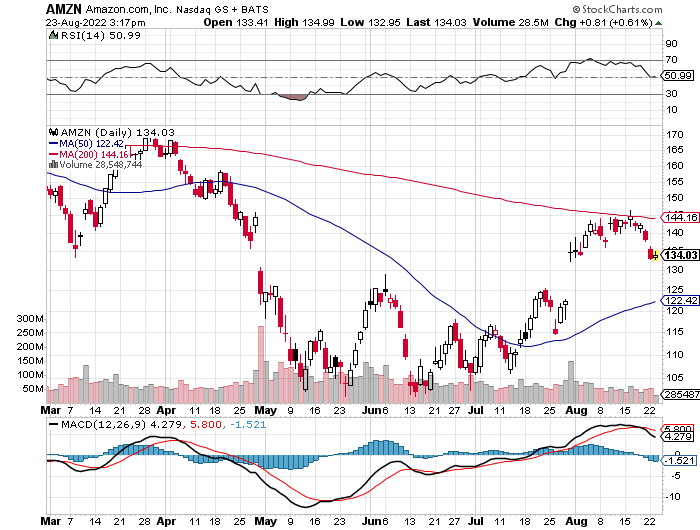 AMZN Amazon.com, Inc. Nasdaq GS + BATS © StockCharts.com
23-Aug-2022 3:17pm Open 133.41 High 134.99 Low 132.95 Last 134.03 Volume 28.5M Chg +0.81 (+0.61%)
RSI(14) 50.99
90
70
50.99
30
10
AMZN (Daily) 134.03
MA(50) 122.42
MA(200) 144.16
Volume 28,548,744
170
165
160
155
150
144.16
140
135
134.03
130
125
122.42
120
115
110
105
285487
300M
250M
200M
150M
100M
50M
Mar 7 14 21 28 Apr 11 18 25 May 9 16 23 Jun 6 13 21 27 Jul 11 18 25 Aug 8 15 22
MACD(12,26,9) 4.279, 5.800, -1.521
5.800
4.279
0
-1.521
-5
-10
Mar 7 14 21 28 Apr 11 18 25 May 9 16 23 Jun 6 13 21 27 Jul 11 18 25 Aug 8 15 22